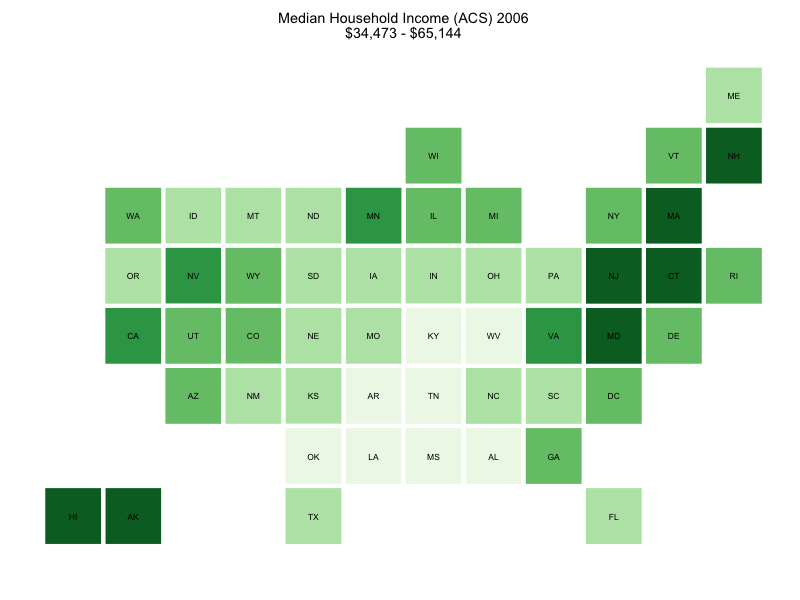 Median Household Income (ACS) 2006
$34,473 - $65,144
ME
WI VT NH
WA ID MT ND MN IL MI NY MA
OR NV WY SD IA IN OH PA NJ CT RI
CA UT CO NE MO KY WV VA MD DE
AZ NM KS AR TN NC SC DC
OK LA MS AL GA
HI AK TX FL